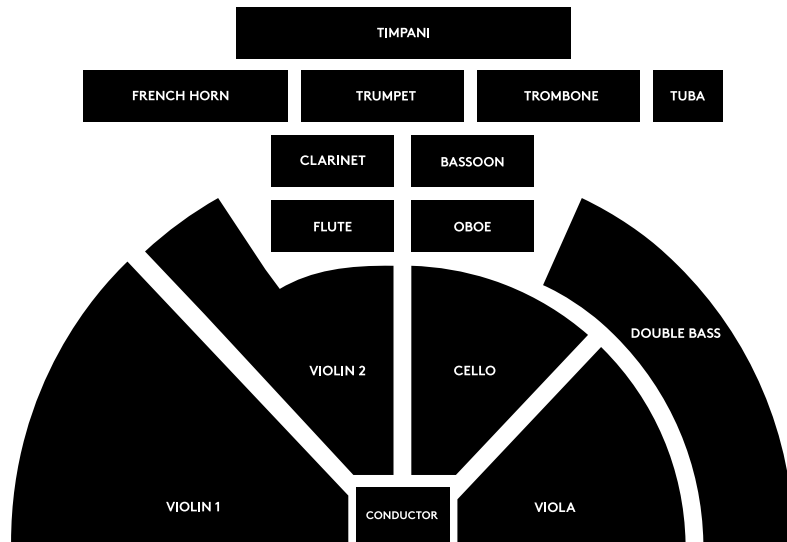 TIMPANI
FRENCH HORN
TRUMPET
TROMBONE
TUBA
CLARINET
BASSOON
FLUTE
OBOE
DOUBLE BASS
VIOLIN 2
CELLO
VIOLIN 1
CONDUCTOR
VIOLA